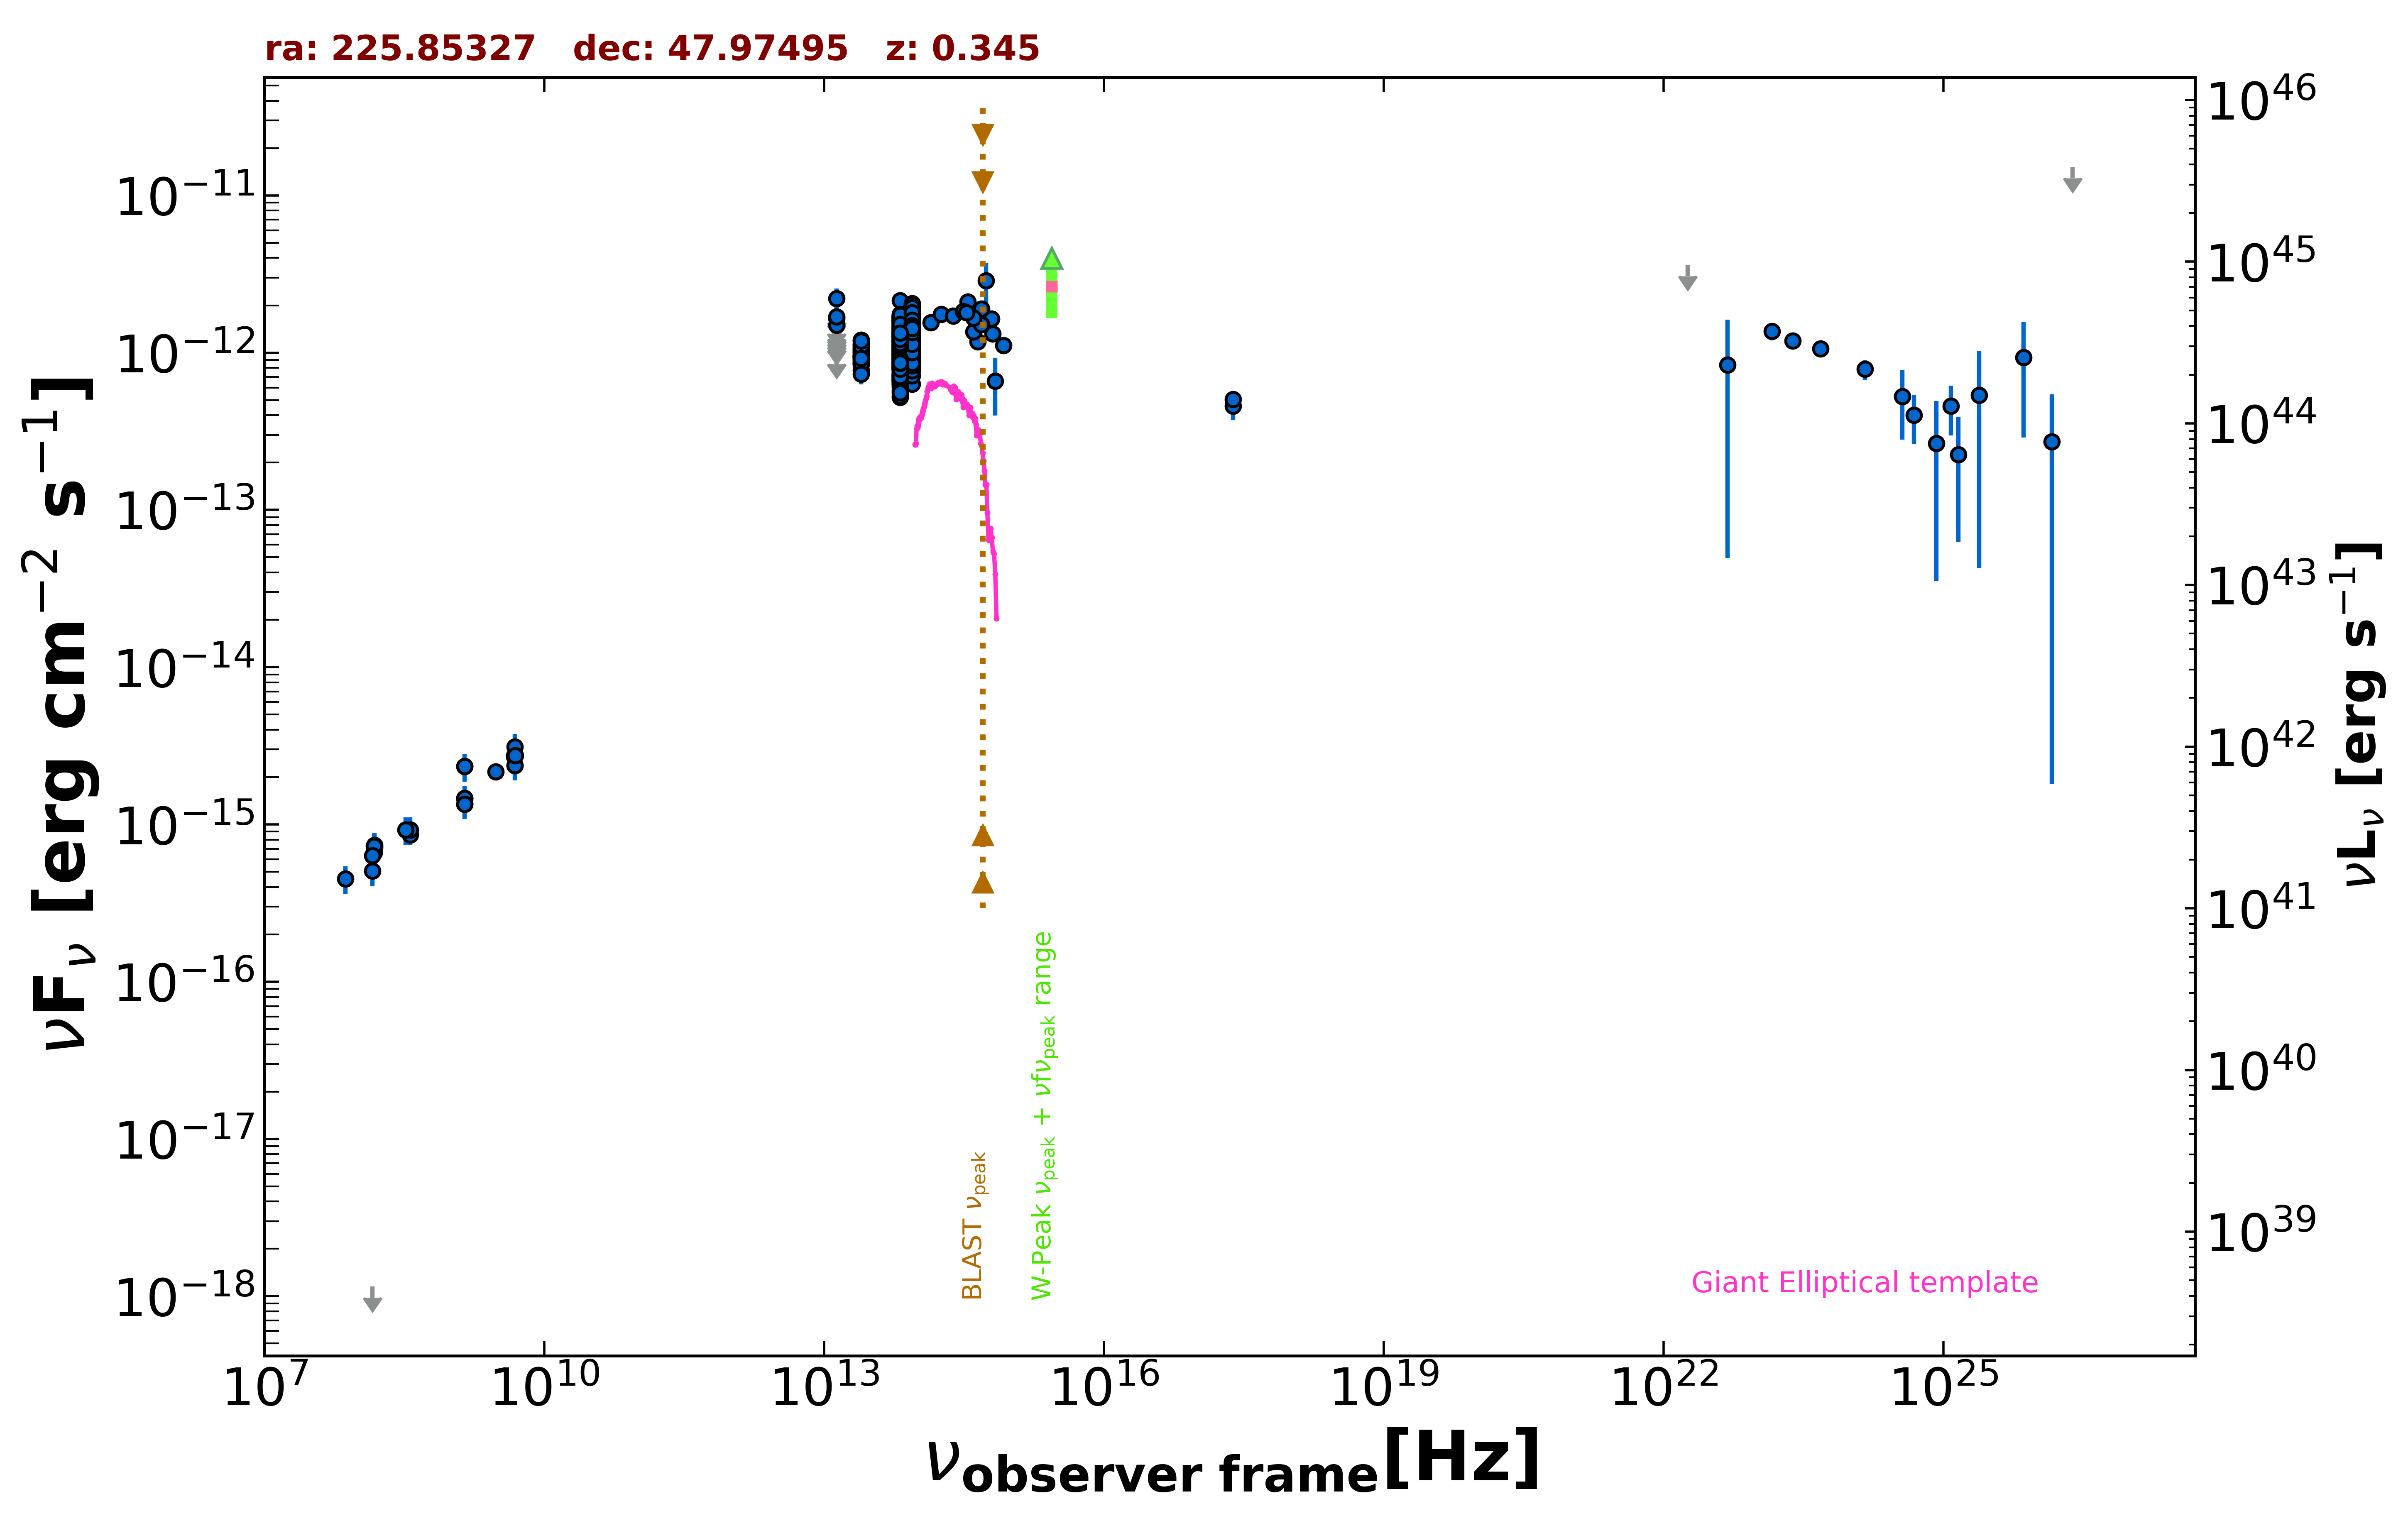 ra: 225.85327 dec: 47.97495 z: 0.345
νFν [erg cm−2 s−1]
10−11
10−12
10−13
10−14
10−15
10−16
10−17
10−18
10^46
10^45
10^44
10^43
10^42
10^41
10^40
10^39
νLν [erg s−1]
BLAST νpeak
W-Peak νpeak + νfνpeak range
Giant Elliptical template
10^7 10^10 10^13 10^16 10^19 10^22 10^25
νobserver frame[Hz]